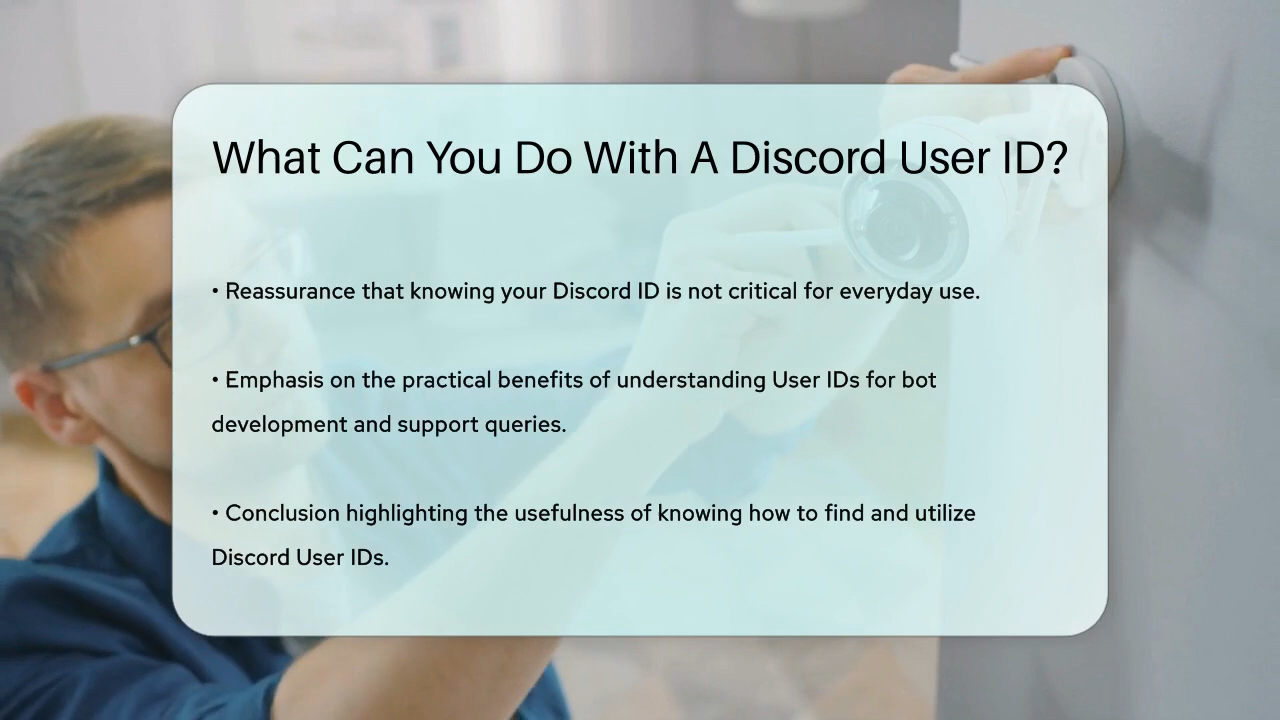 What Can You Do With A Discord User ID?
• Reassurance that knowing your Discord ID is not critical for everyday use.
• Emphasis on the practical benefits of understanding User IDs for bot
development and support queries.
• Conclusion highlighting the usefulness of knowing how to find and utilize
Discord User IDs.